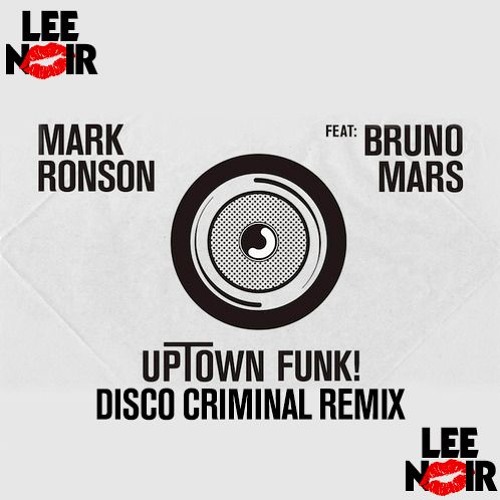 LEE
NOIR
MARK
RONSON
FEAT: BRUNO
MARS
UPTOWN FUNK!
DISCO CRIMINAL REMIX
LEE
NOIR